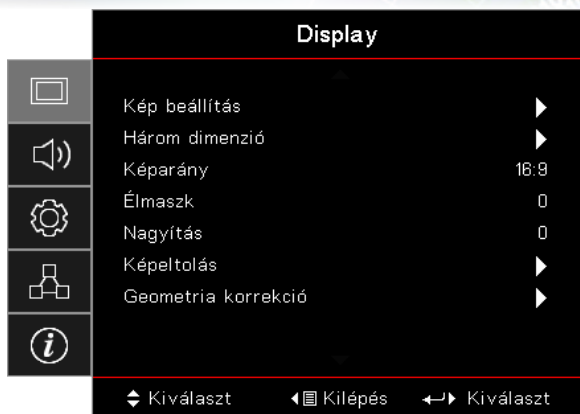 Display
Kép beállítás
Három dimenzió
Képarány 16:9
Élmaszk 0
Nagyítás 0
Képeltolás
Geometria korrekció
Kiválaszt Kilépés Kiválaszt